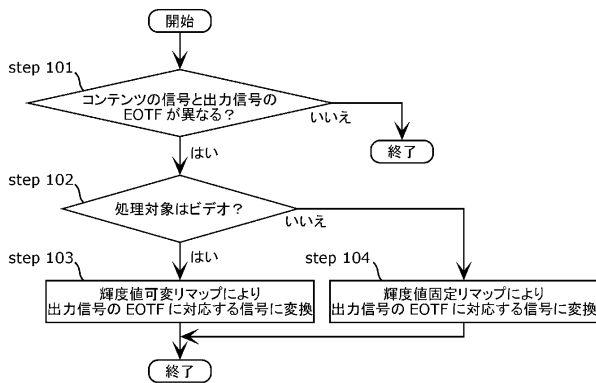 開始
step 101
コンテンツの信号と出力信号の
EOTF が異なる？
いいえ
終了
はい
step 102
処理対象はビデオ？
いいえ
はい
step 103
輝度値可変リマップにより
出力信号の EOTF に対応する信号に変換
step 104
輝度値固定リマップにより
出力信号の EOTF に対応する信号に変換
終了